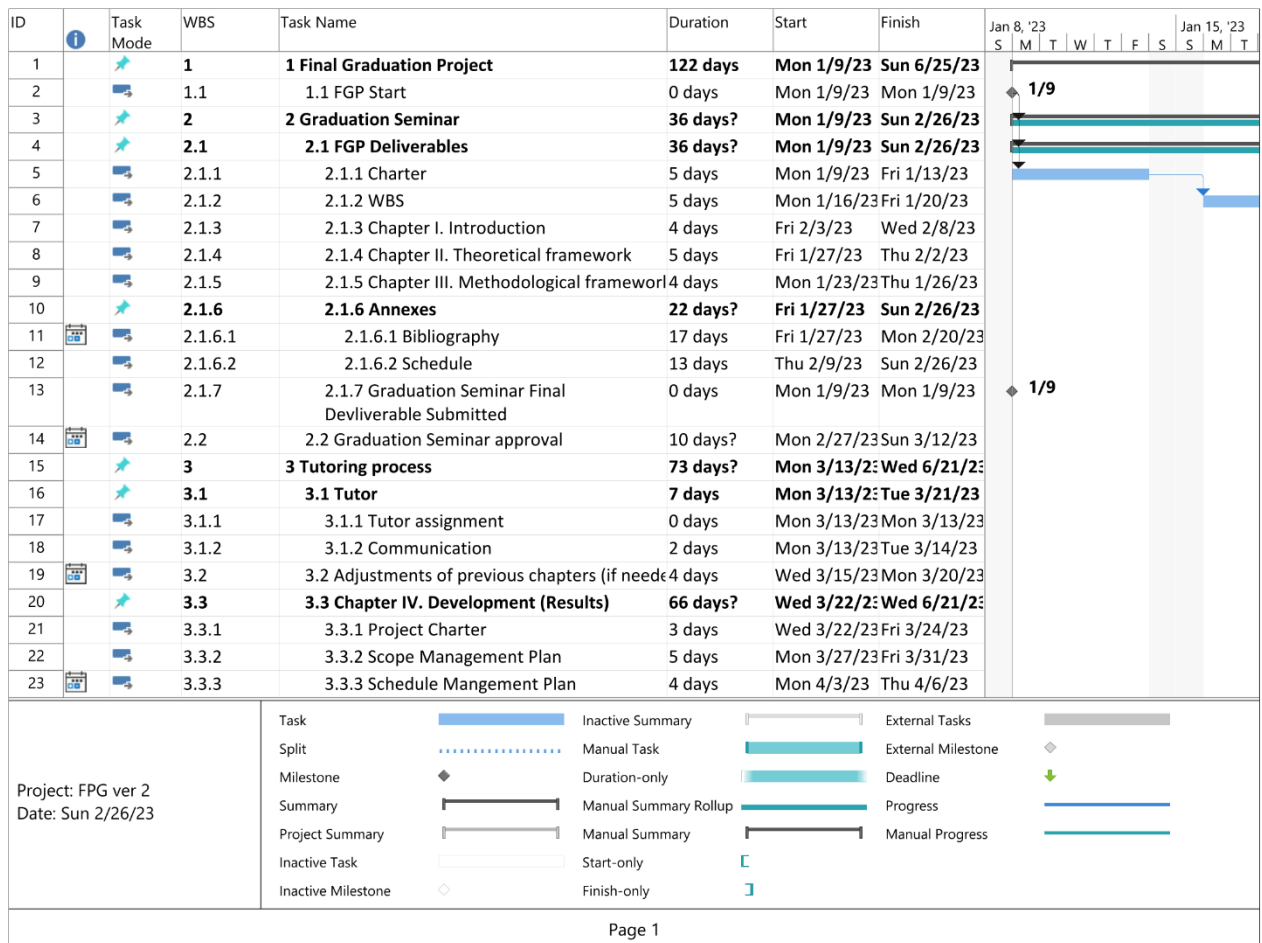 ID Task Mode WBS Task Name Duration Start Finish Jan 8, '23 Jan 15, '23
S M T W T F S S M T
1 1 1 Final Graduation Project 122 days Mon 1/9/23 Sun 6/25/23
2 1.1 1.1 FGP Start 0 days Mon 1/9/23 Mon 1/9/23 1/9
3 2 2 Graduation Seminar 36 days? Mon 1/9/23 Sun 2/26/23
4 2.1 2.1 FGP Deliverables 36 days? Mon 1/9/23 Sun 2/26/23
5 2.1.1 2.1.1 Charter 5 days Mon 1/9/23 Fri 1/13/23
6 2.1.2 2.1.2 WBS 5 days Mon 1/16/23 Fri 1/20/23
7 2.1.3 2.1.3 Chapter I. Introduction 4 days Fri 2/3/23 Wed 2/8/23
8 2.1.4 2.1.4 Chapter II. Theoretical framework 5 days Fri 1/27/23 Thu 2/2/23
9 2.1.5 2.1.5 Chapter III. Methodological framework 4 days Mon 1/23/23 Thu 1/26/23
10 2.1.6 2.1.6 Annexes 22 days? Fri 1/27/23 Sun 2/26/23
11 2.1.6.1 2.1.6.1 Bibliography 17 days Fri 1/27/23 Mon 2/20/23
12 2.1.6.2 2.1.6.2 Schedule 13 days Thu 2/9/23 Sun 2/26/23
13 2.1.7 2.1.7 Graduation Seminar Final 0 days Mon 1/9/23 Mon 1/9/23 1/9
Devliverable Submitted
14 2.2 2.2 Graduation Seminar approval 10 days? Mon 2/27/23 Sun 3/12/23
15 3 3 Tutoring process 73 days? Mon 3/13/23 Wed 6/21/23
16 3.1 3.1 Tutor 7 days Mon 3/13/23 Tue 3/21/23
17 3.1.1 3.1.1 Tutor assignment 0 days Mon 3/13/23 Mon 3/13/23
18 3.1.2 3.1.2 Communication 2 days Mon 3/13/23 Tue 3/14/23
19 3.2 3.2 Adjustments of previous chapters (if neede 4 days Wed 3/15/23 Mon 3/20/23
20 3.3 3.3 Chapter IV. Development (Results) 66 days? Wed 3/22/23 Wed 6/21/23
21 3.3.1 3.3.1 Project Charter 3 days Wed 3/22/23 Fri 3/24/23
22 3.3.2 3.3.2 Scope Management Plan 5 days Mon 3/27/23 Fri 3/31/23
23 3.3.3 3.3.3 Schedule Mangement Plan 4 days Mon 4/3/23 Thu 4/6/23
Project: FPG ver 2
Date: Sun 2/26/23
Task Inactive Summary External Tasks
Split Manual Task External Milestone
Milestone Duration-only Deadline
Summary Manual Summary Rollup Progress
Project Summary Manual Summary Manual Progress
Inactive Task Start-only
Inactive Milestone Finish-only
Page 1